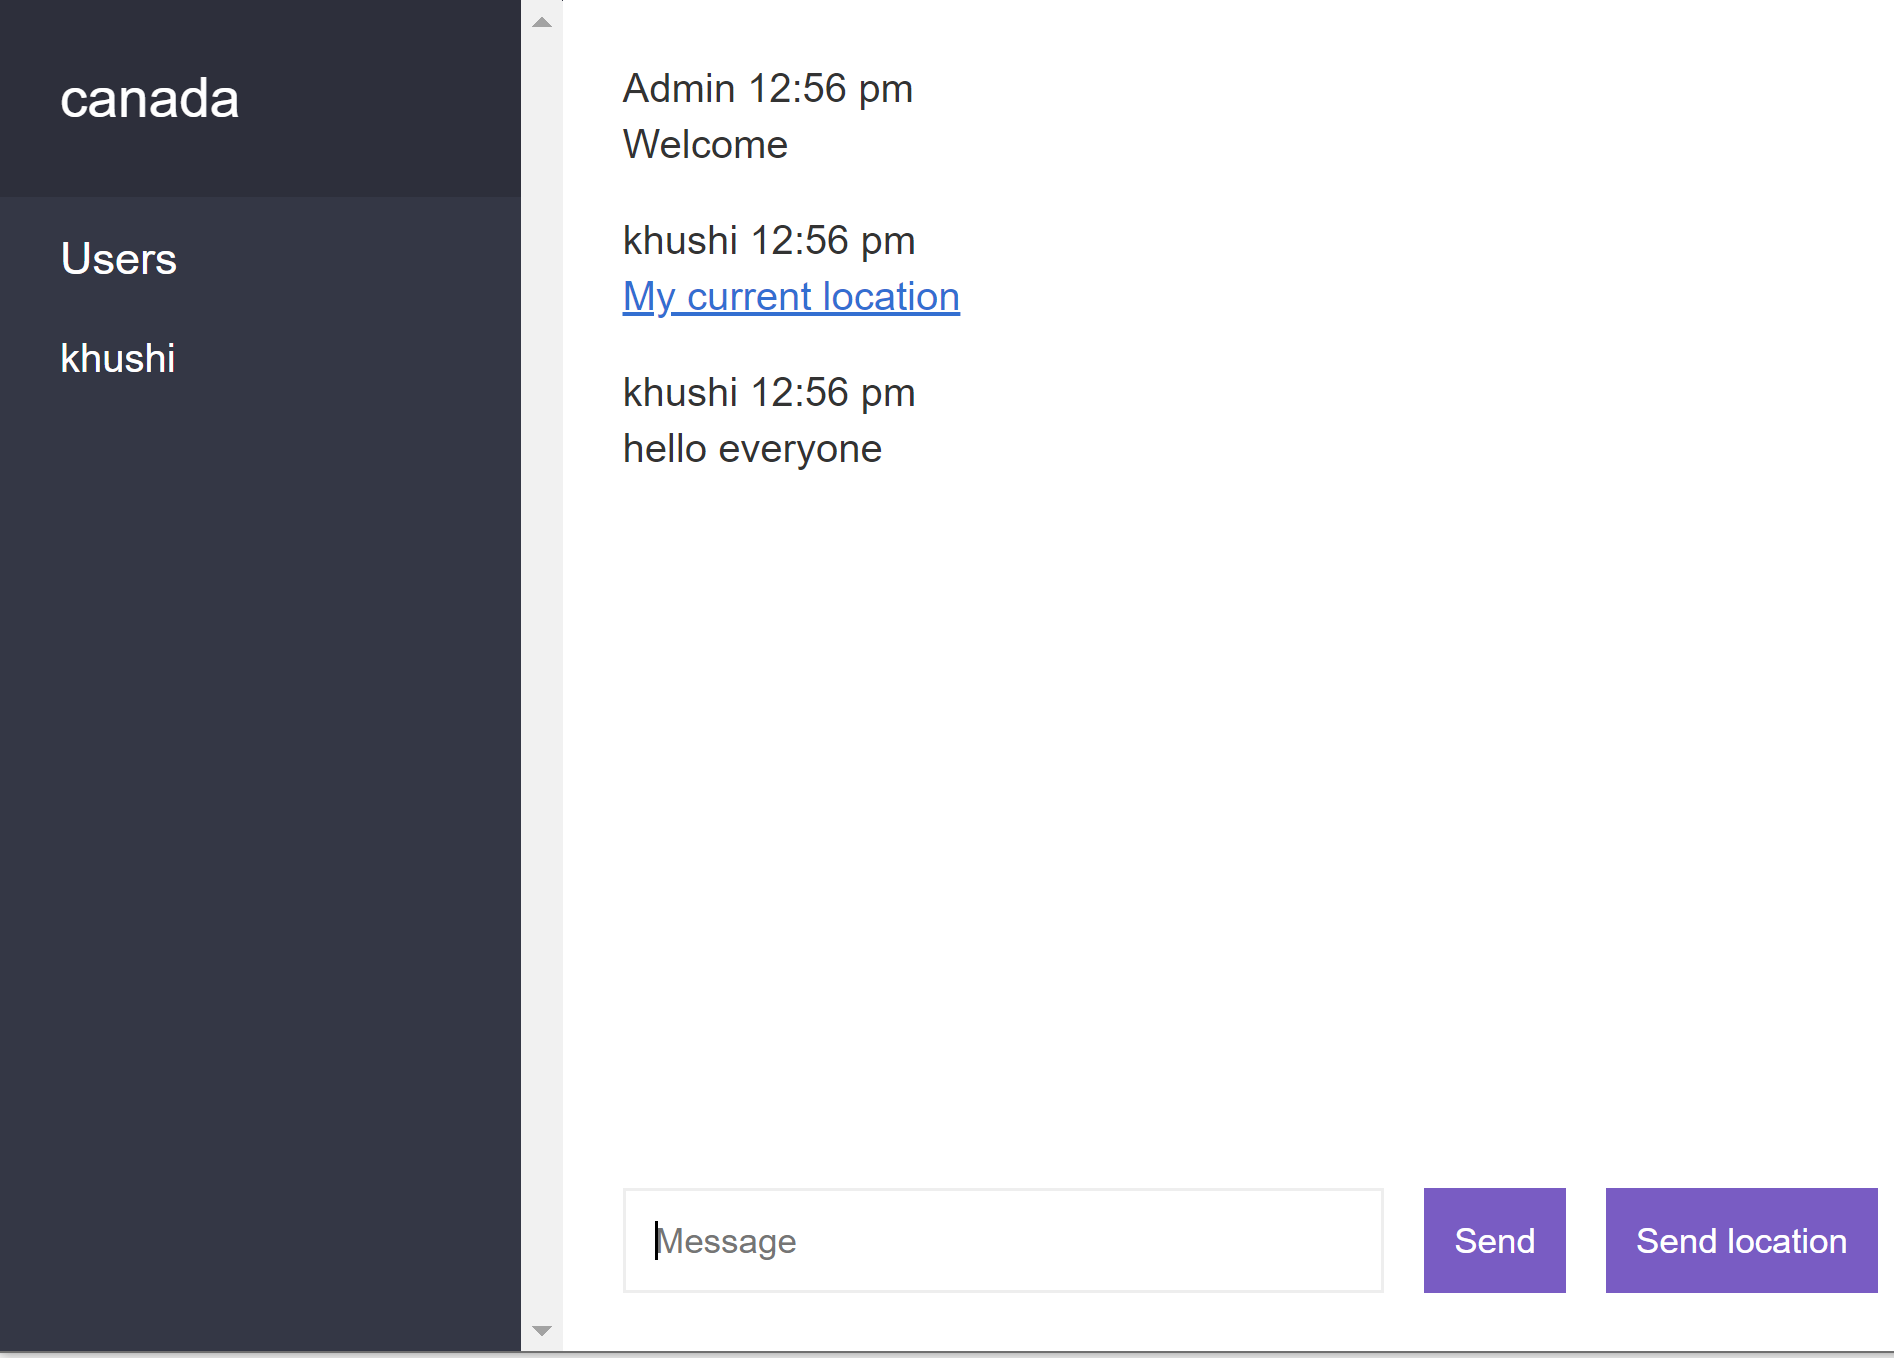 canada
Users
khushi
Admin 12:56 pm
Welcome
khushi 12:56 pm
My current location
khushi 12:56 pm
hello everyone
Message
Send
Send location